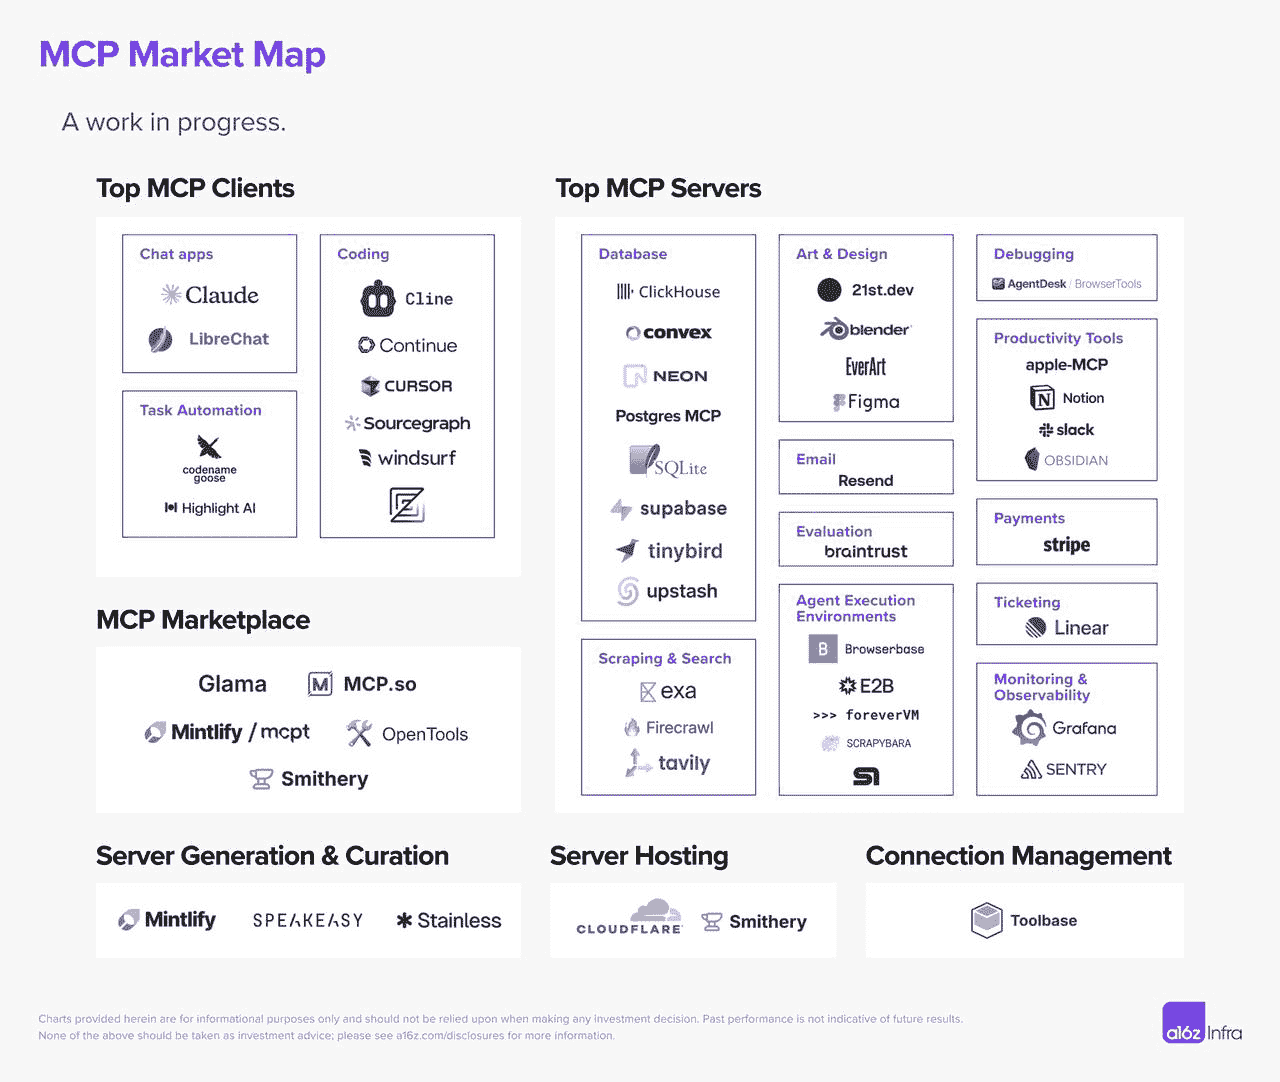 MCP Market Map
A work in progress.
Top MCP Clients
Chat apps
Claude
LibreChat
Task Automation
codename
goose
Highlight AI
Coding
Cline
Continue
CURSOR
Sourcegraph
windsurf
MCP Marketplace
Glama
MCP.so
Mintlify / mcpt
OpenTools
Smithery
Top MCP Servers
Database
ClickHouse
convex
NEON
Postgres MCP
SQLite
supabase
tinybird
upstash
Scraping & Search
exa
Firecrawl
tavily
Art & Design
21st.dev
blender
EverArt
Figma
Email
Resend
Evaluation
braintrust
Agent Execution
Environments
B Browserbase
E2B
>>> foreverVM
SCRAPYBARA
S1
Debugging
AgentDesk / BrowserTools
Productivity Tools
apple-MCP
Notion
slack
OBSIDIAN
Payments
stripe
Ticketing
Linear
Monitoring &
Observability
Grafana
SENTRY
Server Generation & Curation
Mintlify
SPEAKEASY
Stainless
Server Hosting
CLOUDFLARE
Smithery
Connection Management
Toolbase
Charts provided herein are for informational purposes only and should not be relied upon when making any investment decision. Past performance is not indicative of future results.
None of the above should be taken as investment advice; please see a16z.com/disclosures for more information.
a16z Infra